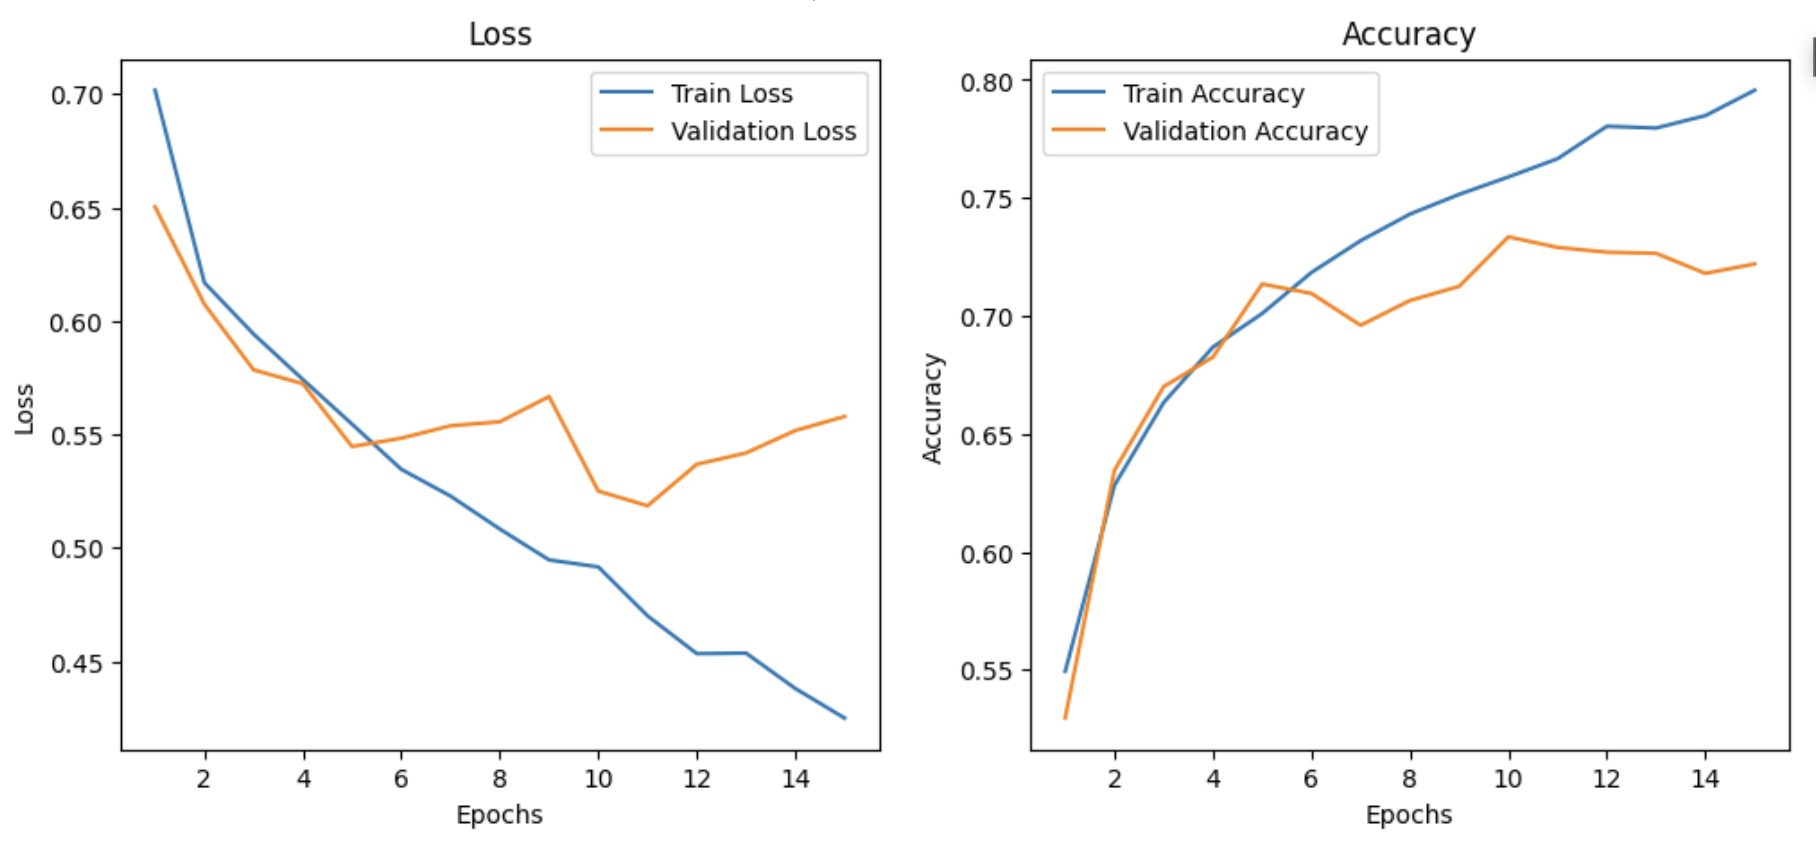 Loss
0.70
0.65
0.60
0.55
0.50
0.45
Loss
Train Loss
Validation Loss
2 4 6 8 10 12 14
Epochs
Accuracy
0.80
0.75
0.70
0.65
0.60
0.55
Accuracy
Train Accuracy
Validation Accuracy
2 4 6 8 10 12 14
Epochs